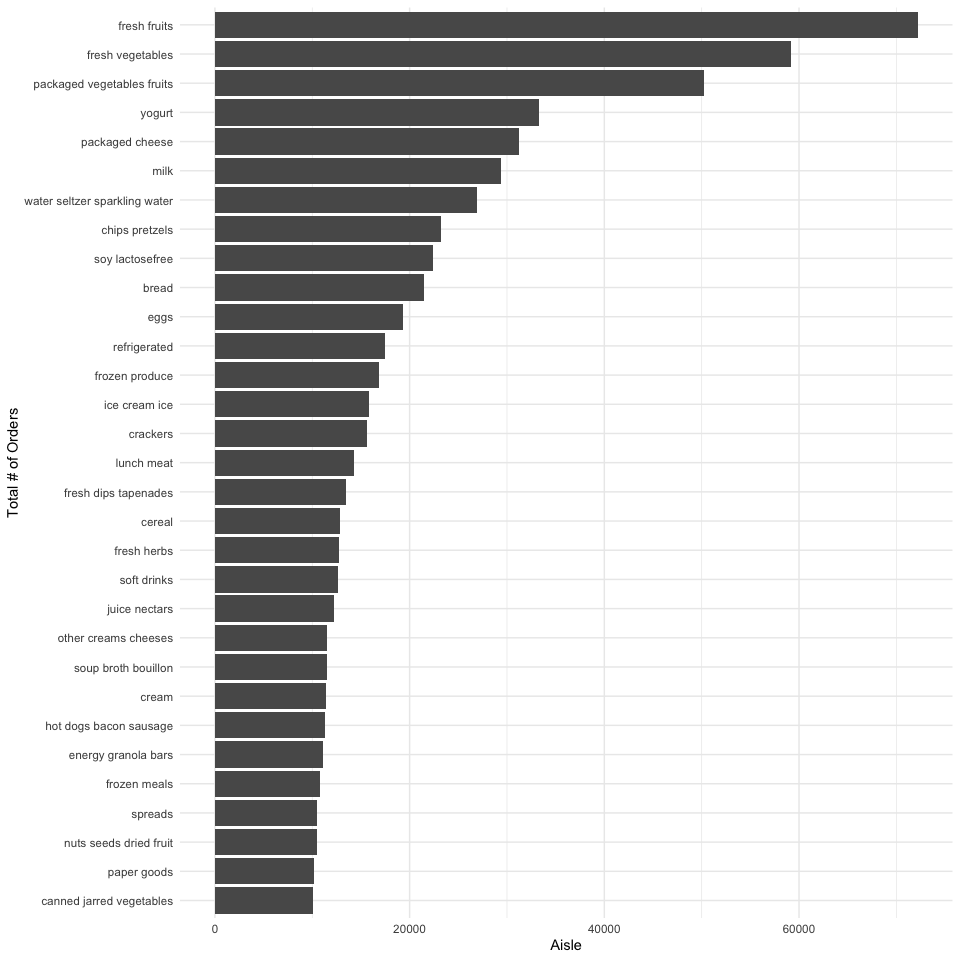 fresh fruits
fresh vegetables
packaged vegetables fruits
yogurt
packaged cheese
milk
water seltzer sparkling water
chips pretzels
soy lactosefree
bread
eggs
refrigerated
frozen produce
ice cream ice
crackers
lunch meat
fresh dips tapenades
cereal
fresh herbs
soft drinks
juice nectars
other creams cheeses
soup broth bouillon
cream
hot dogs bacon sausage
energy granola bars
frozen meals
spreads
nuts seeds dried fruit
paper goods
canned jarred vegetables
Total # of Orders
0 20000 40000 60000
Aisle